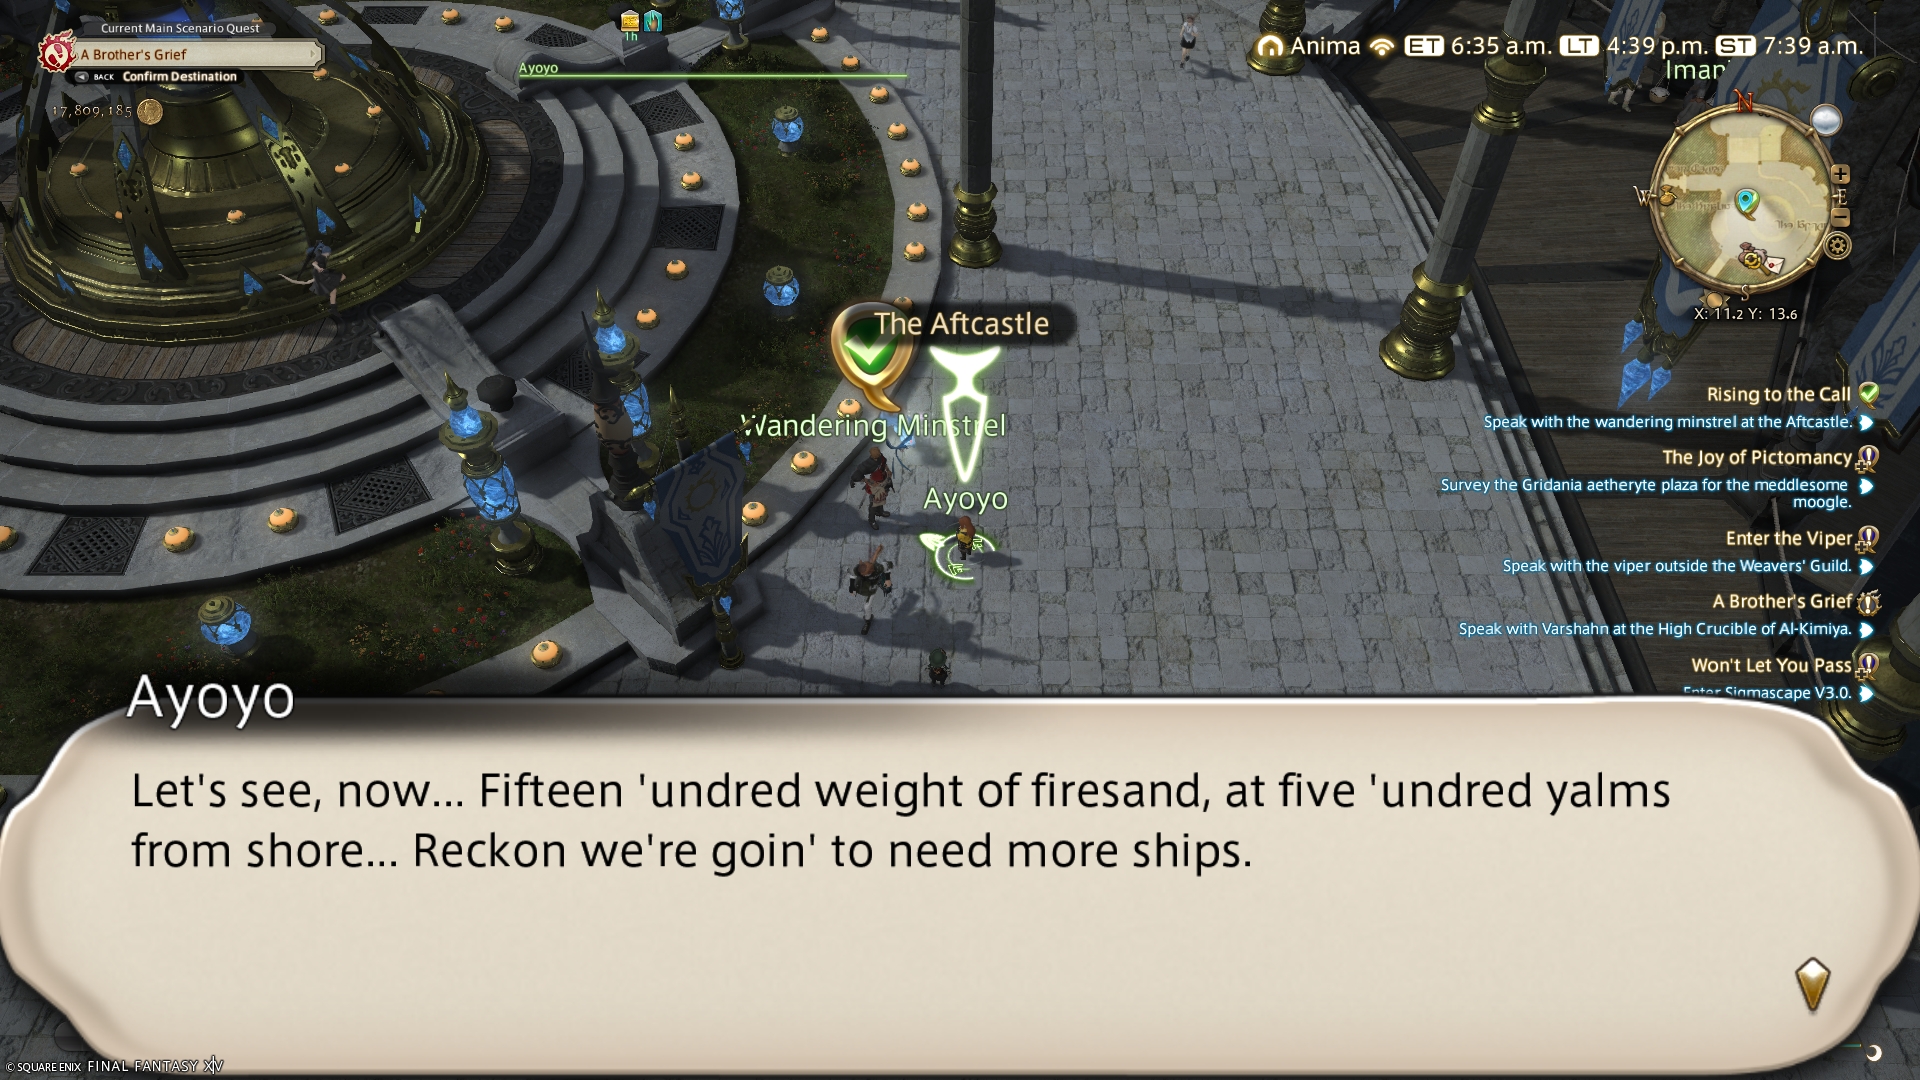 Current Main Scenario Quest
A Brother's Grief
BACK Confirm Destination
17,809,185
1h
Ayoyo
Anima ET 6:35 a.m. LT 4:39 p.m. ST 7:39 a.m.
N
W
E
S
X: 11.2 Y: 13.6
The Aftcastle
Wandering Minstrel
Ayoyo
Rising to the Call
Speak with the wandering minstrel at the Aftcastle.
The Joy of Pictomancy
Survey the Gridania aetheryte plaza for the meddlesome
moogle.
Enter the Viper
Speak with the viper outside the Weavers' Guild.
A Brother's Grief
Speak with Varshahn at the High Crucible of Al-Kimiya.
Won't Let You Pass
Enter Sigmascape V3.0.
Ayoyo
Let's see, now... Fifteen 'undred weight of firesand, at five 'undred yalms
from shore... Reckon we're goin' to need more ships.
© SQUARE ENIX FINAL FANTASY XIV